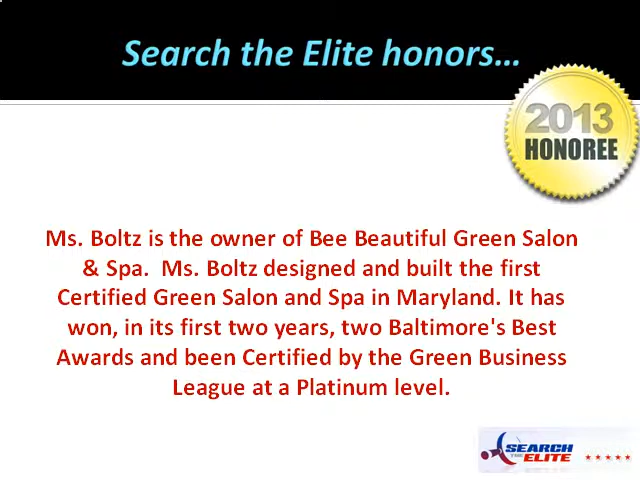 Search the Elite honors...
2013
HONOREE
Ms. Boltz is the owner of Bee Beautiful Green Salon
& Spa.  Ms. Boltz designed and built the first
Certified Green Salon and Spa in Maryland. It has
won, in its first two years, two Baltimore's Best
Awards and been Certified by the Green Business
League at a Platinum level.
SEARCH
THE ELITE